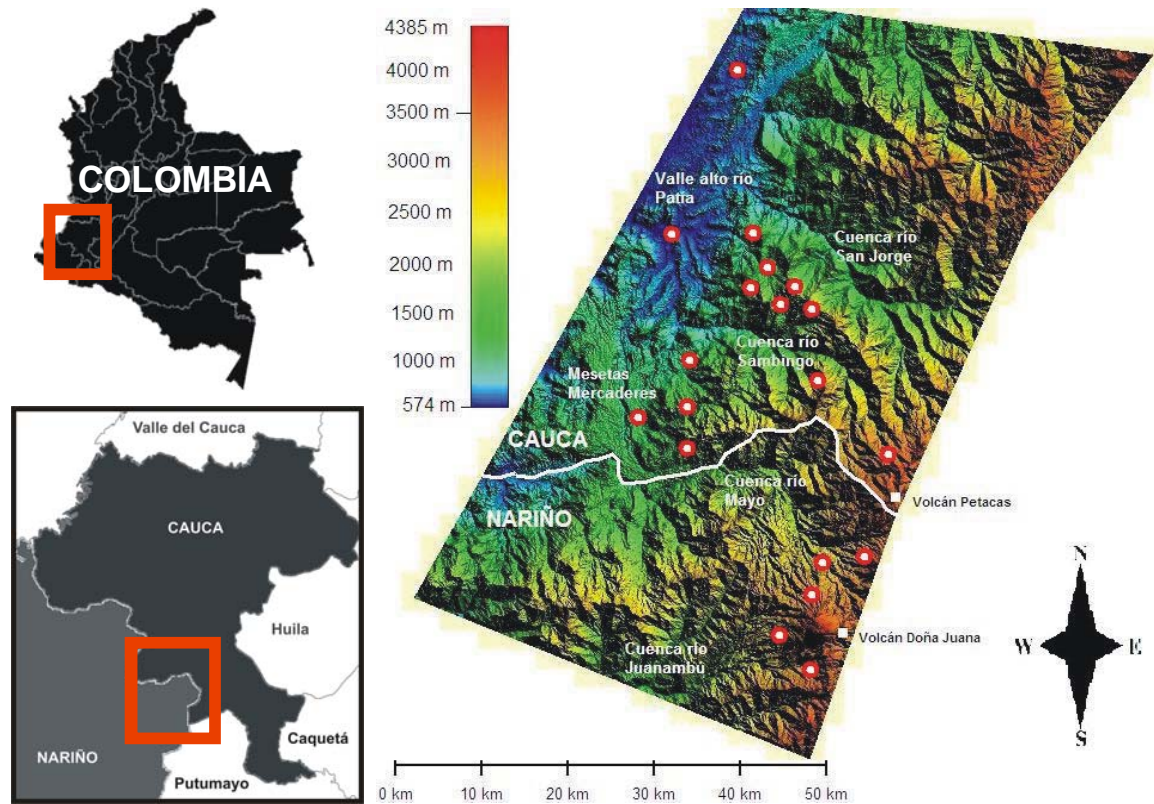 COLOMBIA
4385 m
4000 m
3500 m
3000 m
2500 m
2000 m
1500 m
1000 m
574 m
Valle alto río
Patía
Cuenca río
San Jorge
Cuenca río
Sambingo
Mesetas
Mercaderes
CAUCA
Cuenca río
Mayo
NARIÑO
Volcán Petacas
Volcán Doña Juana
Cuenca río
Juanambú
N
W
E
S
0 km
10 km
20 km
30 km
40 km
50 km
Valle del Cauca
CAUCA
Huila
NARIÑO
Caquetá
Putumayo